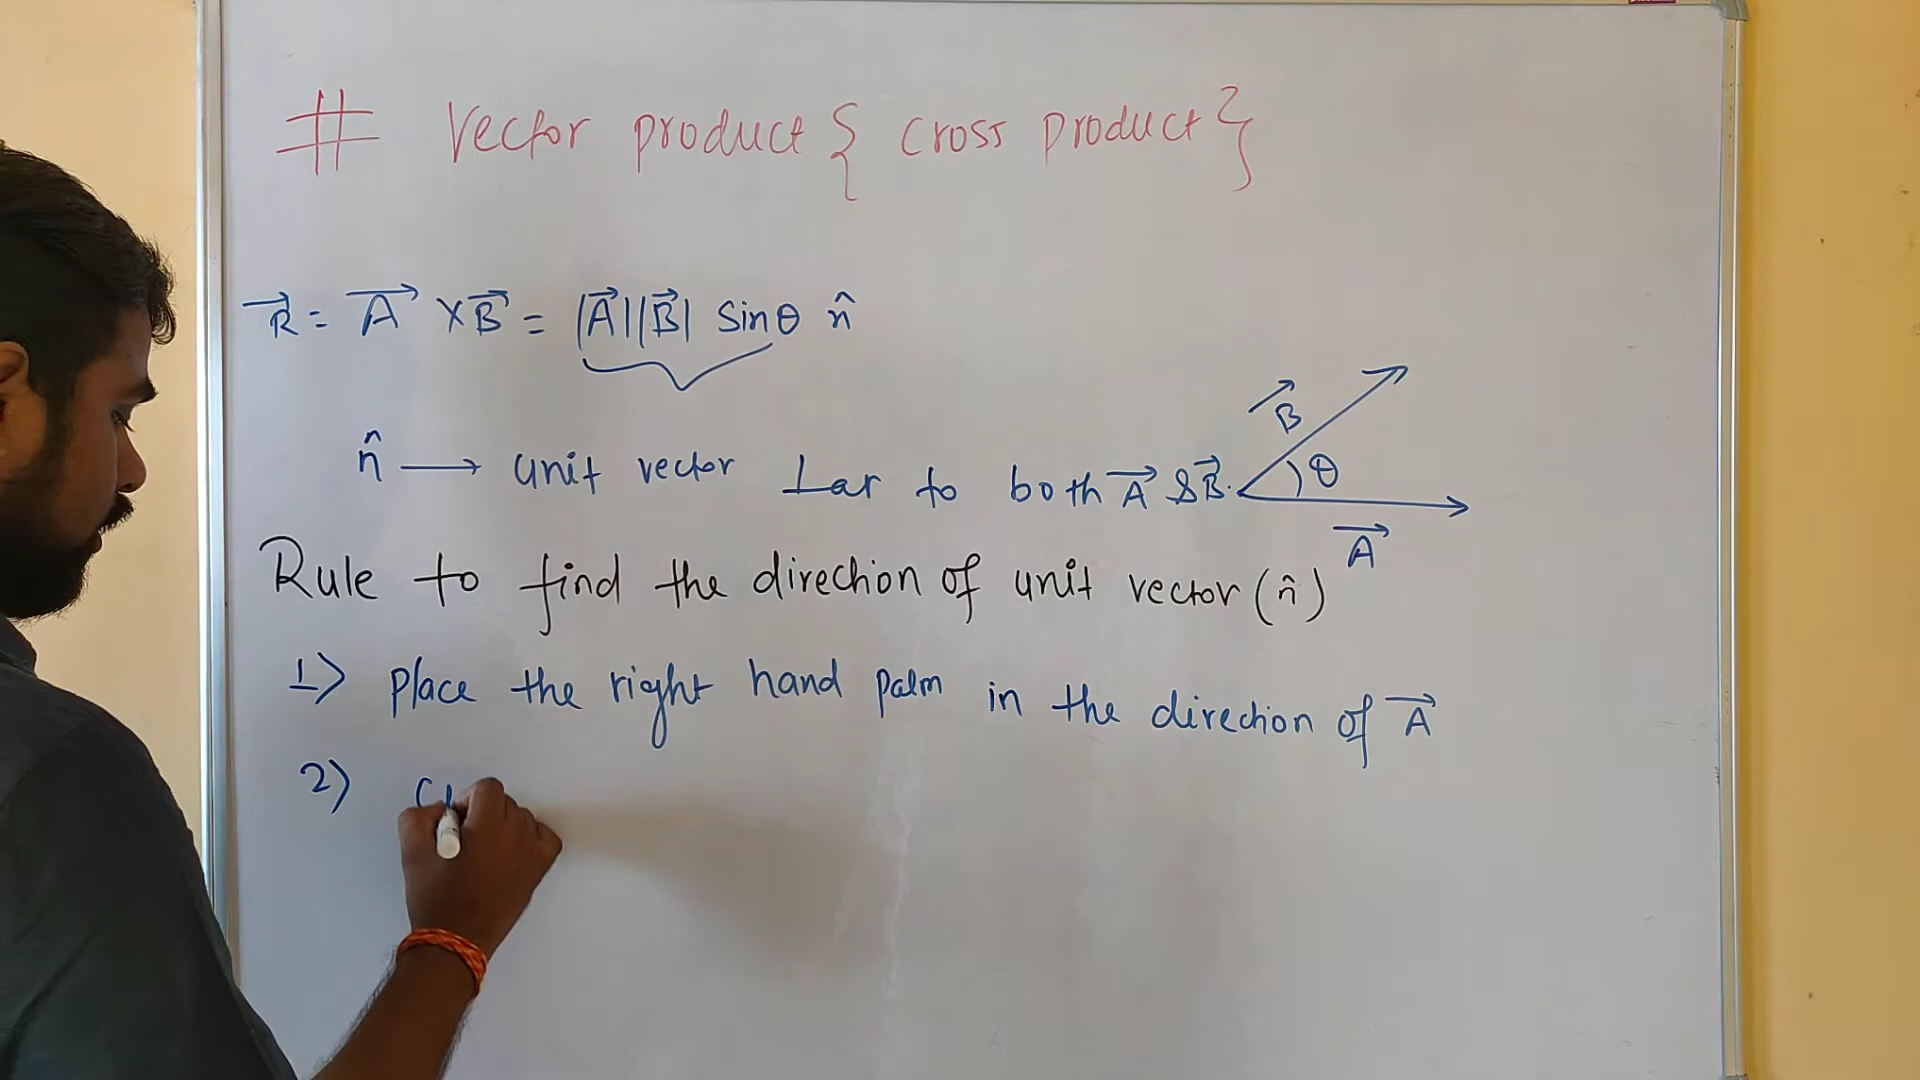 # Vector product { cross product }
R⃗ = A⃗ × B⃗ = |A⃗||B⃗| Sinθ n̂
n̂ → unit vector ⊥ar to both A⃗ & B⃗.
B⃗
θ
A⃗
Rule to find the direction of unit vector (n̂)
1) place the right hand palm in the direction of A⃗
2)